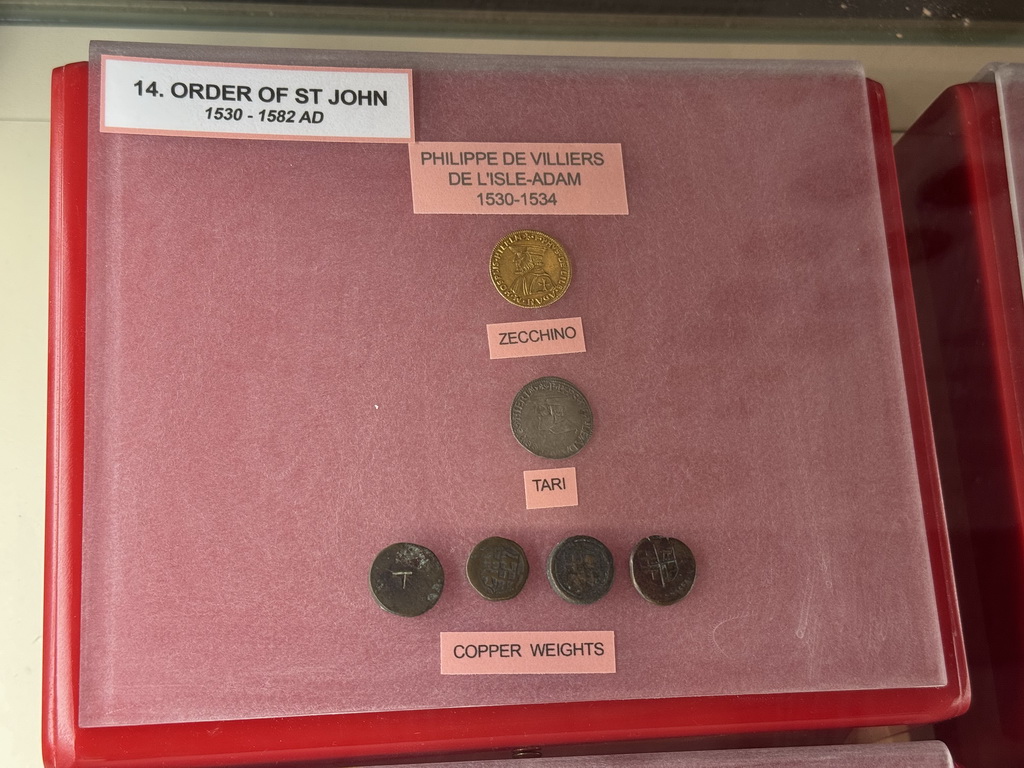 14. ORDER OF ST JOHN
1530 - 1582 AD
PHILIPPE DE VILLIERS
DE L'ISLE-ADAM
1530-1534
ZECCHINO
TARI
COPPER WEIGHTS